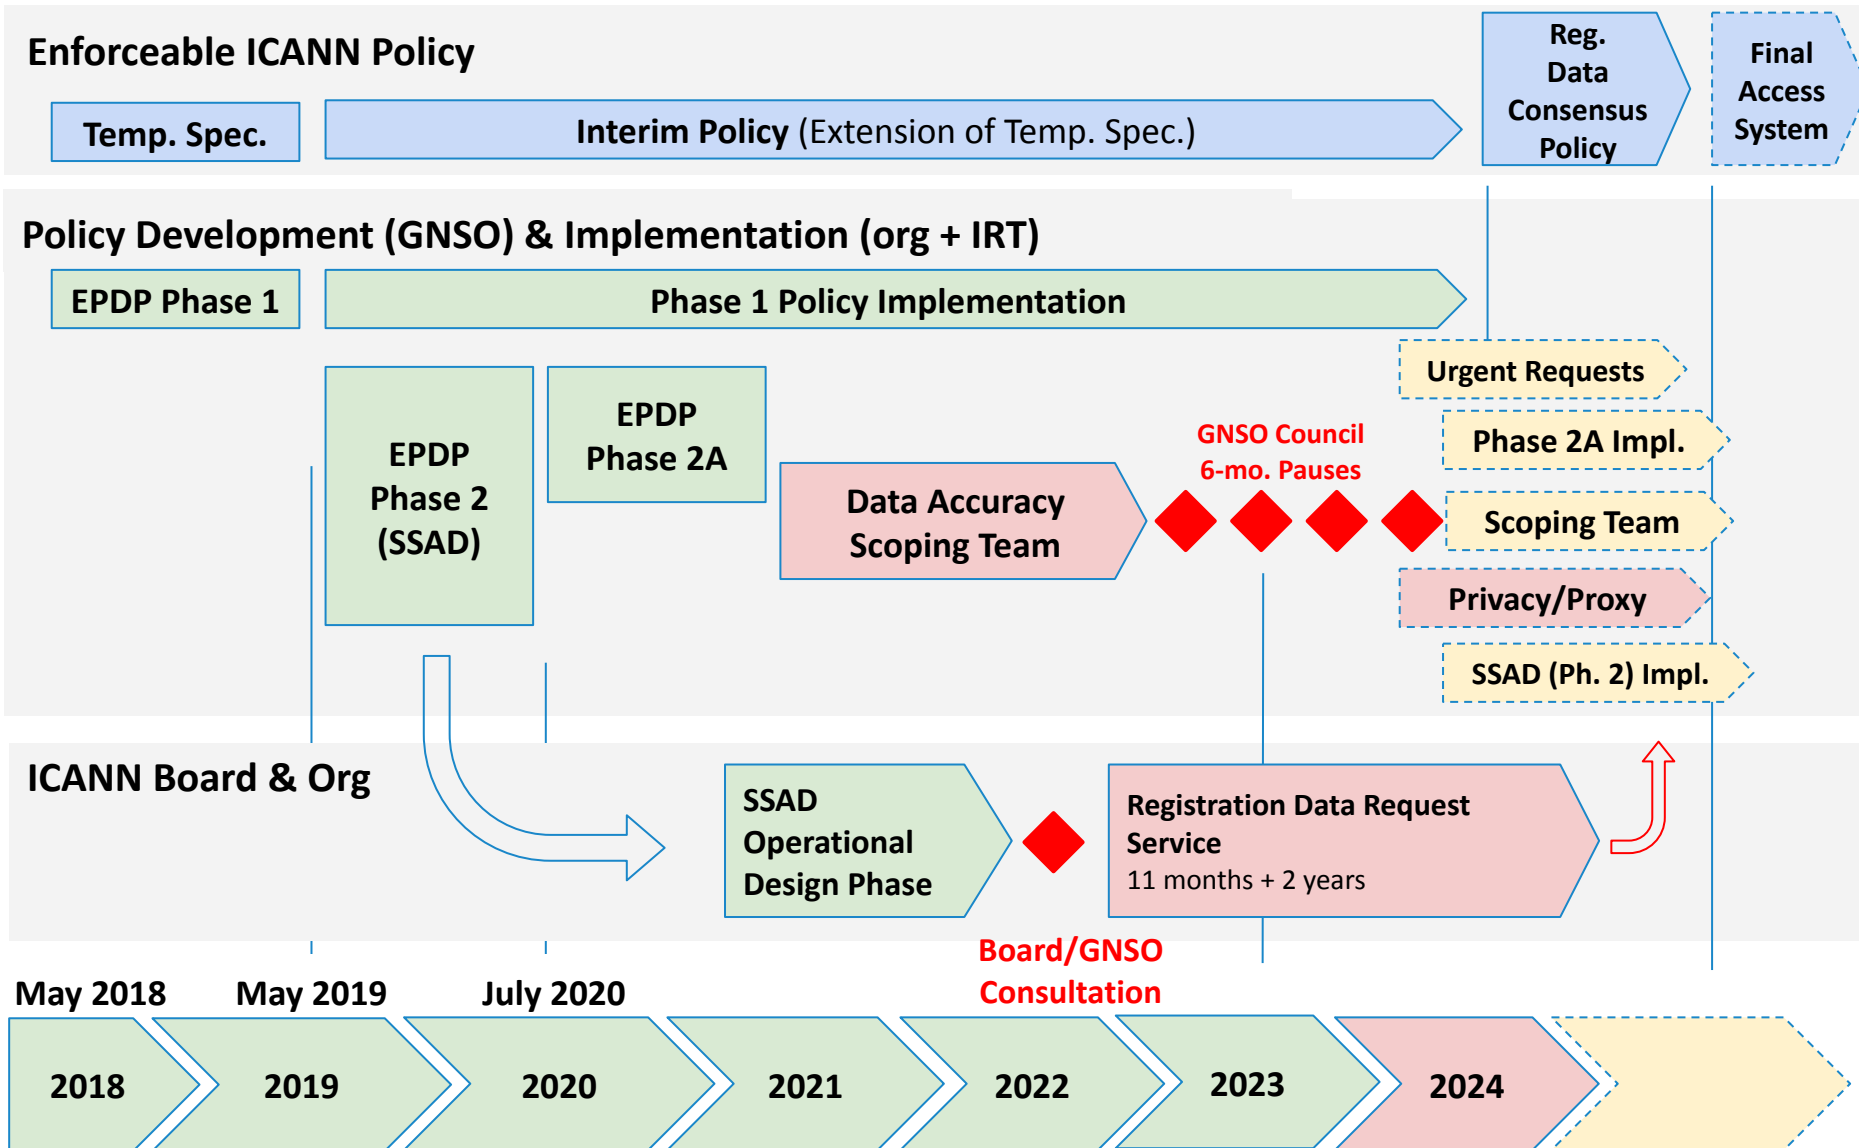 Enforceable ICANN Policy
Temp. Spec.
Interim Policy (Extension of Temp. Spec.)
Reg.
Data
Consensus
Policy
Final
Access
System
Policy Development (GNSO) & Implementation (org + IRT)
EPDP Phase 1
Phase 1 Policy Implementation
EPDP
Phase 2
(SSAD)
EPDP
Phase 2A
Data Accuracy
Scoping Team
GNSO Council
6-mo. Pauses
Urgent Requests
Phase 2A Impl.
Scoping Team
Privacy/Proxy
SSAD (Ph. 2) Impl.
ICANN Board & Org
SSAD
Operational
Design Phase
Board/GNSO
Consultation
Registration Data Request
Service
11 months + 2 years
May 2018
May 2019
July 2020
2018
2019
2020
2021
2022
2023
2024